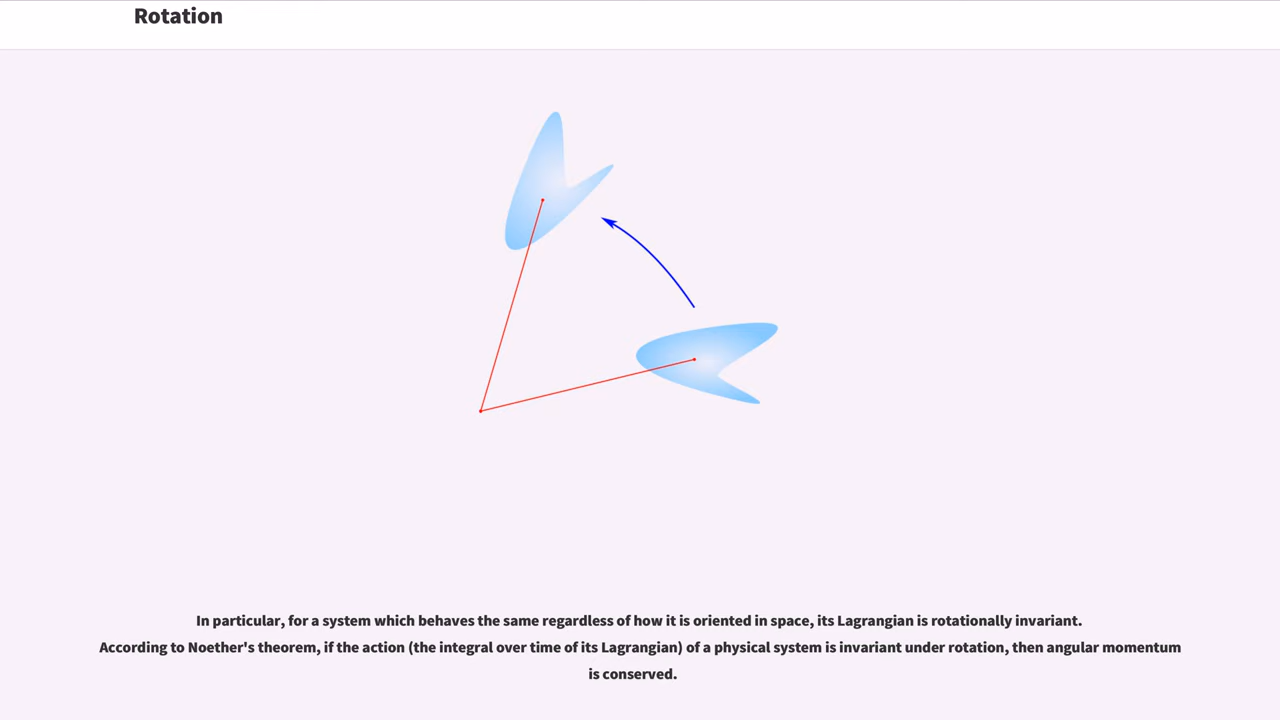 Rotation
In particular, for a system which behaves the same regardless of how it is oriented in space, its Lagrangian is rotationally invariant.
According to Noether's theorem, if the action (the integral over time of its Lagrangian) of a physical system is invariant under rotation, then angular momentum
is conserved.